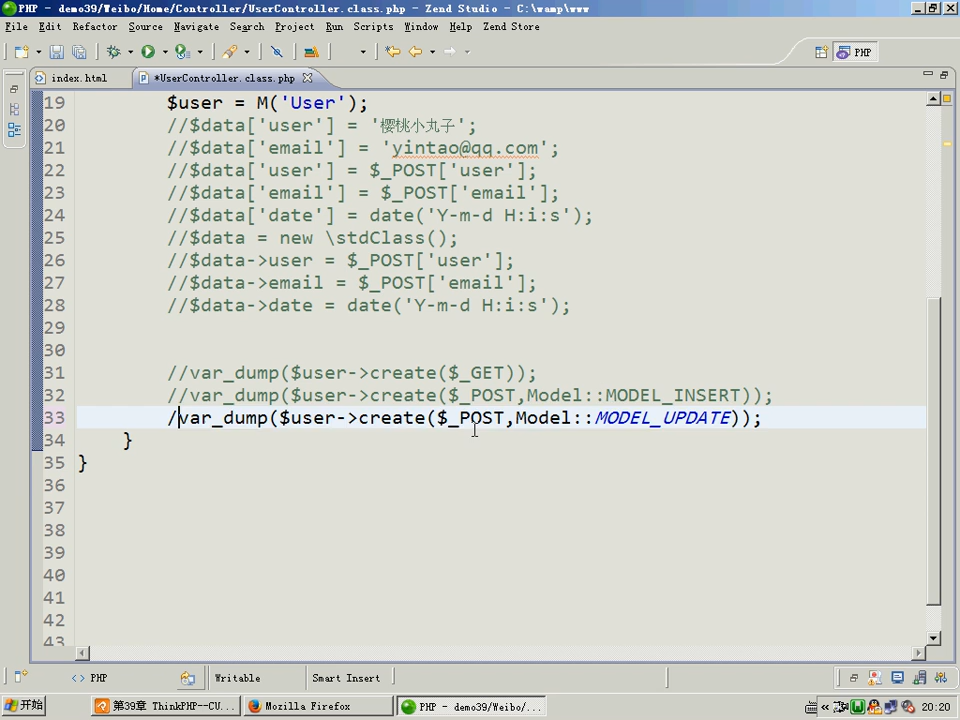 PHP - demo39/Weibo/Home/Controller/UserController.class.php - Zend Studio - C:\wamp\www
File Edit Refactor Source Navigate Search Project Run Scripts Window Help Zend Store
PHP
index.html *UserController.class.php
19 $user = M('User');
20 //$data['user'] = '樱桃小丸子';
21 //$data['email'] = 'yintao@qq.com';
22 //$data['user'] = $_POST['user'];
23 //$data['email'] = $_POST['email'];
24 //$data['date'] = date('Y-m-d H:i:s');
25 //$data = new \stdClass();
26 //$data->user = $_POST['user'];
27 //$data->email = $_POST['email'];
28 //$data->date = date('Y-m-d H:i:s');
29
30
31 //var_dump($user->create($_GET));
32 //var_dump($user->create($_POST,Model::MODEL_INSERT));
33 /var_dump($user->create($_POST,Model::MODEL_UPDATE));
34 }
35 }
36
37
38
39
40
41
42
43
PHP Writable Smart Insert
开始 第39章 ThinkPHP--CU... Mozilla Firefox PHP - demo39/Weibo/... 20:20